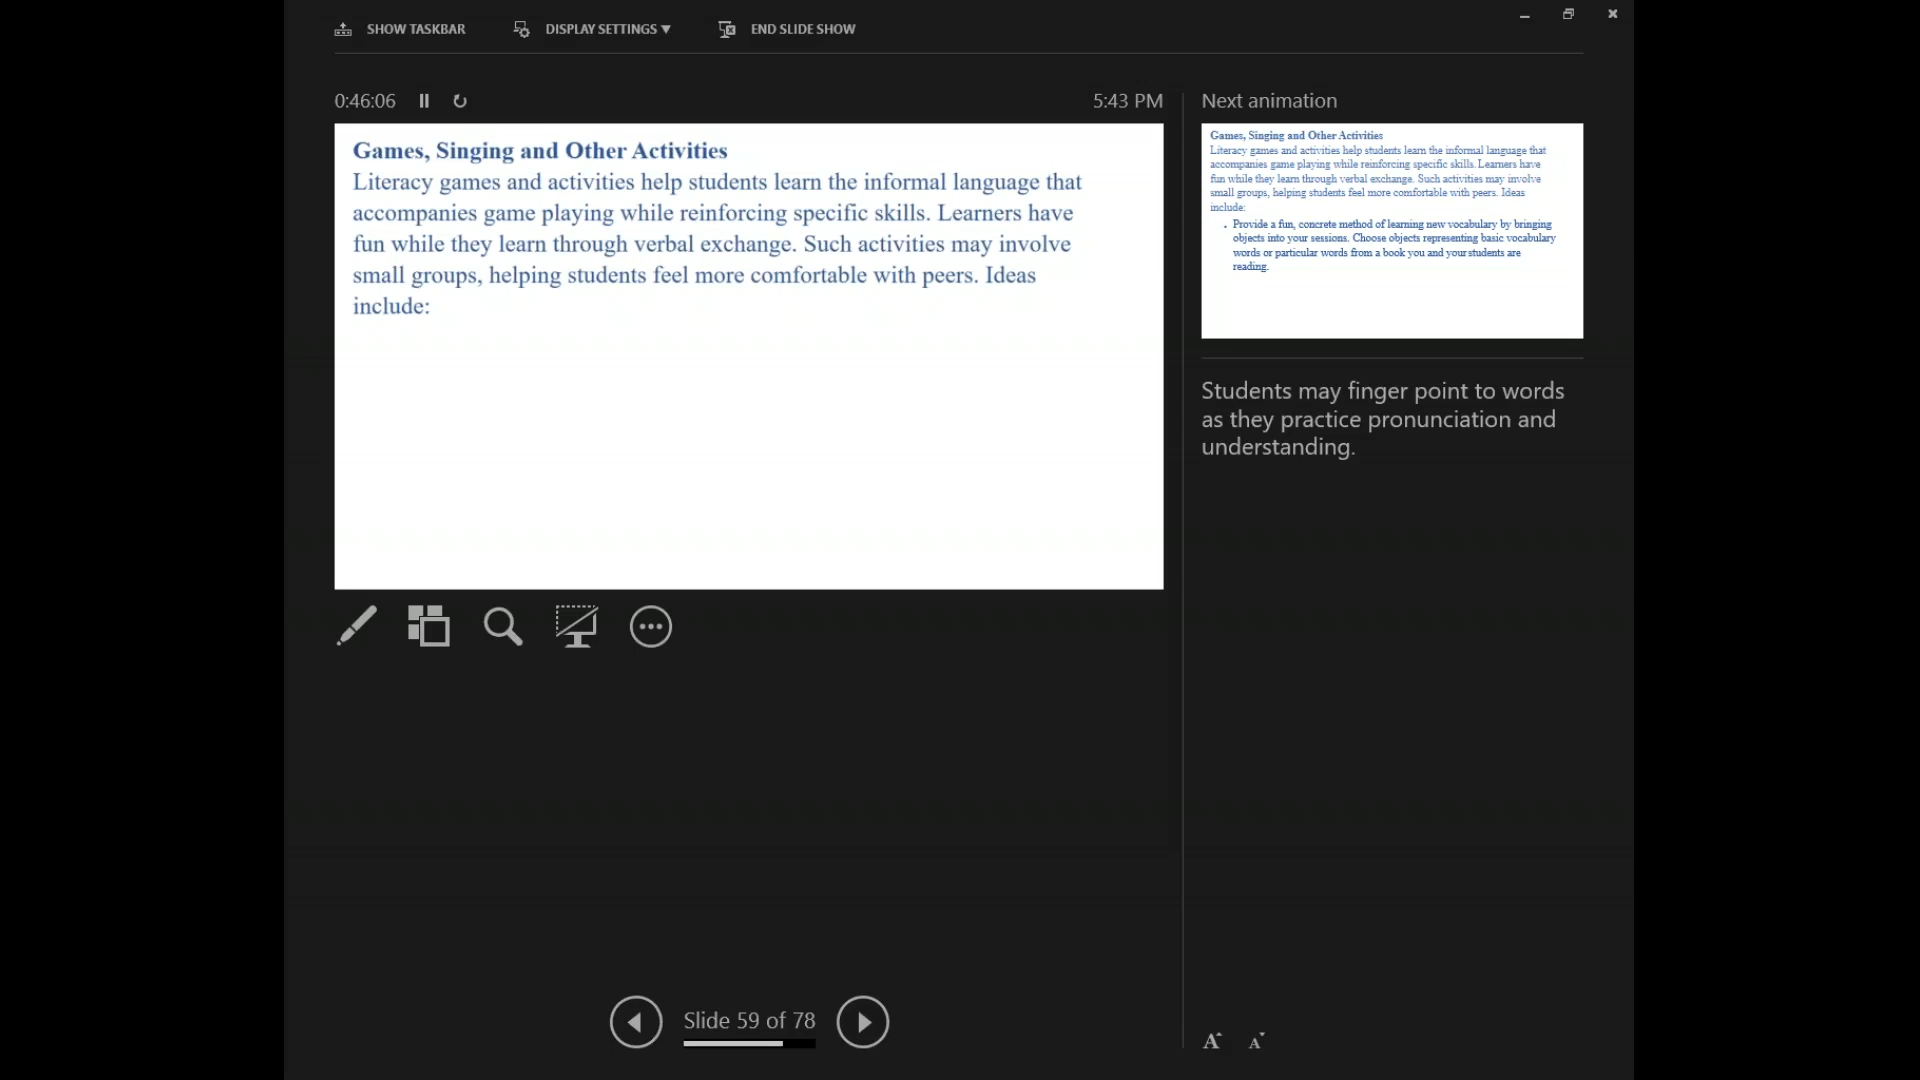 SHOW TASKBAR
DISPLAY SETTINGS ▼
END SLIDE SHOW
0:46:06
5:43 PM
Games, Singing and Other Activities
Literacy games and activities help students learn the informal language that
accompanies game playing while reinforcing specific skills. Learners have
fun while they learn through verbal exchange. Such activities may involve
small groups, helping students feel more comfortable with peers. Ideas
include:
Slide 59 of 78
Next animation
Games, Singing and Other Activities
Literacy games and activities help students learn the informal language that
accompanies game playing while reinforcing specific skills. Learners have
fun while they learn through verbal exchange. Such activities may involve
small groups, helping students feel more comfortable with peers. Ideas
include:
• Provide a fun, concrete method of learning new vocabulary by bringing
objects into your sessions. Choose objects representing basic vocabulary
words or particular words from a book you and your students are
reading.
Students may finger point to words
as they practice pronunciation and
understanding.
A A